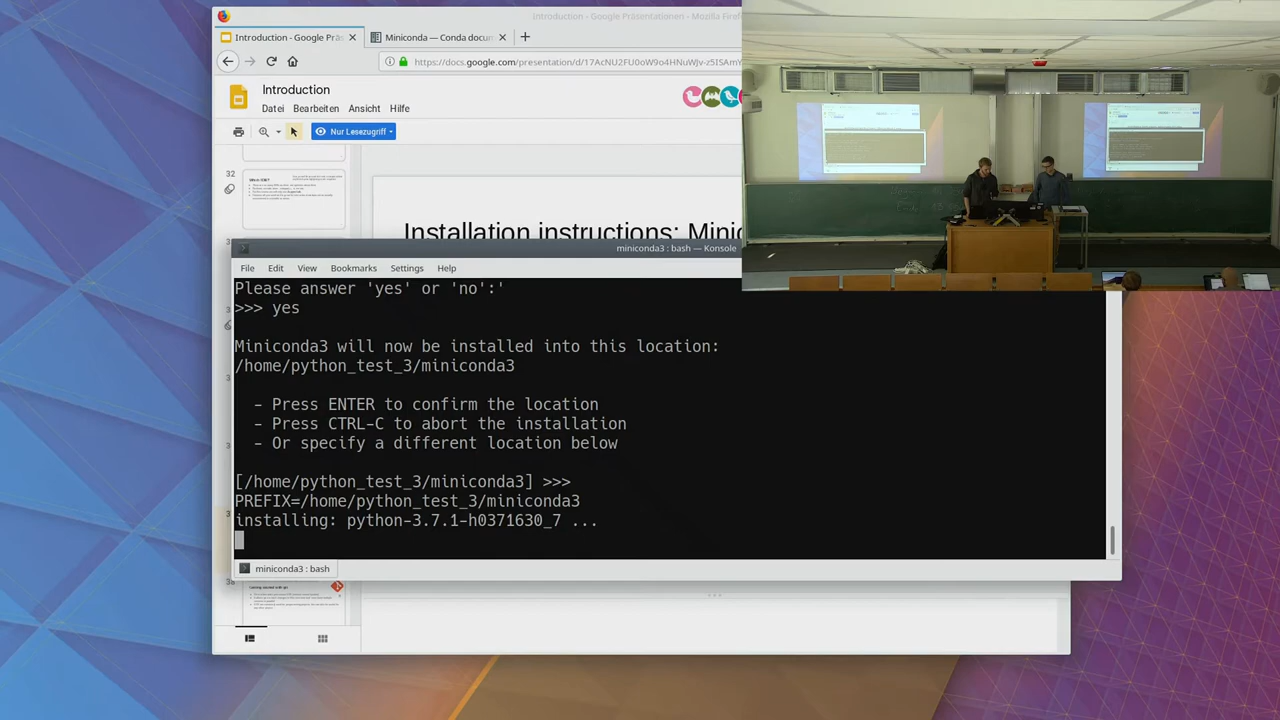 Introduction - Google Präsentationen - Mozilla Firef
Introduction - Google Prä
Miniconda — Conda docum
https://docs.google.com/presentation/d/17AcNU2FU0oW9o4HNuWJv-z5ISAmY
Introduction
Datei Bearbeiten Ansicht Hilfe
Nur Lesezugriff
32
Installation instructions: Minic
miniconda3 : bash — Konsole
File Edit View Bookmarks Settings Help
Please answer 'yes' or 'no':'
>>> yes
Miniconda3 will now be installed into this location:
/home/python_test_3/miniconda3
- Press ENTER to confirm the location
- Press CTRL-C to abort the installation
- Or specify a different location below
[/home/python_test_3/miniconda3] >>>
PREFIX=/home/python_test_3/miniconda3
installing: python-3.7.1-h0371630_7 ...
miniconda3 : bash
38